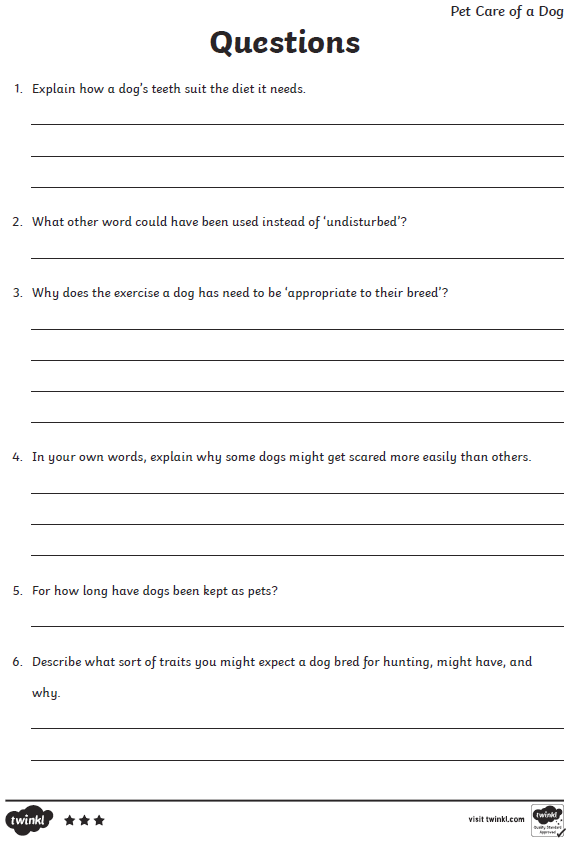 Pet Care of a Dog
Questions
1. Explain how a dog's teeth suit the diet it needs.
2. What other word could have been used instead of 'undisturbed'?
3. Why does the exercise a dog has need to be 'appropriate to their breed'?
4. In your own words, explain why some dogs might get scared more easily than others.
5. For how long have dogs been kept as pets?
6. Describe what sort of traits you might expect a dog bred for hunting, might have, and
why.
twinkl
visit twinkl.com
twinkl
Quality Standard
Approved